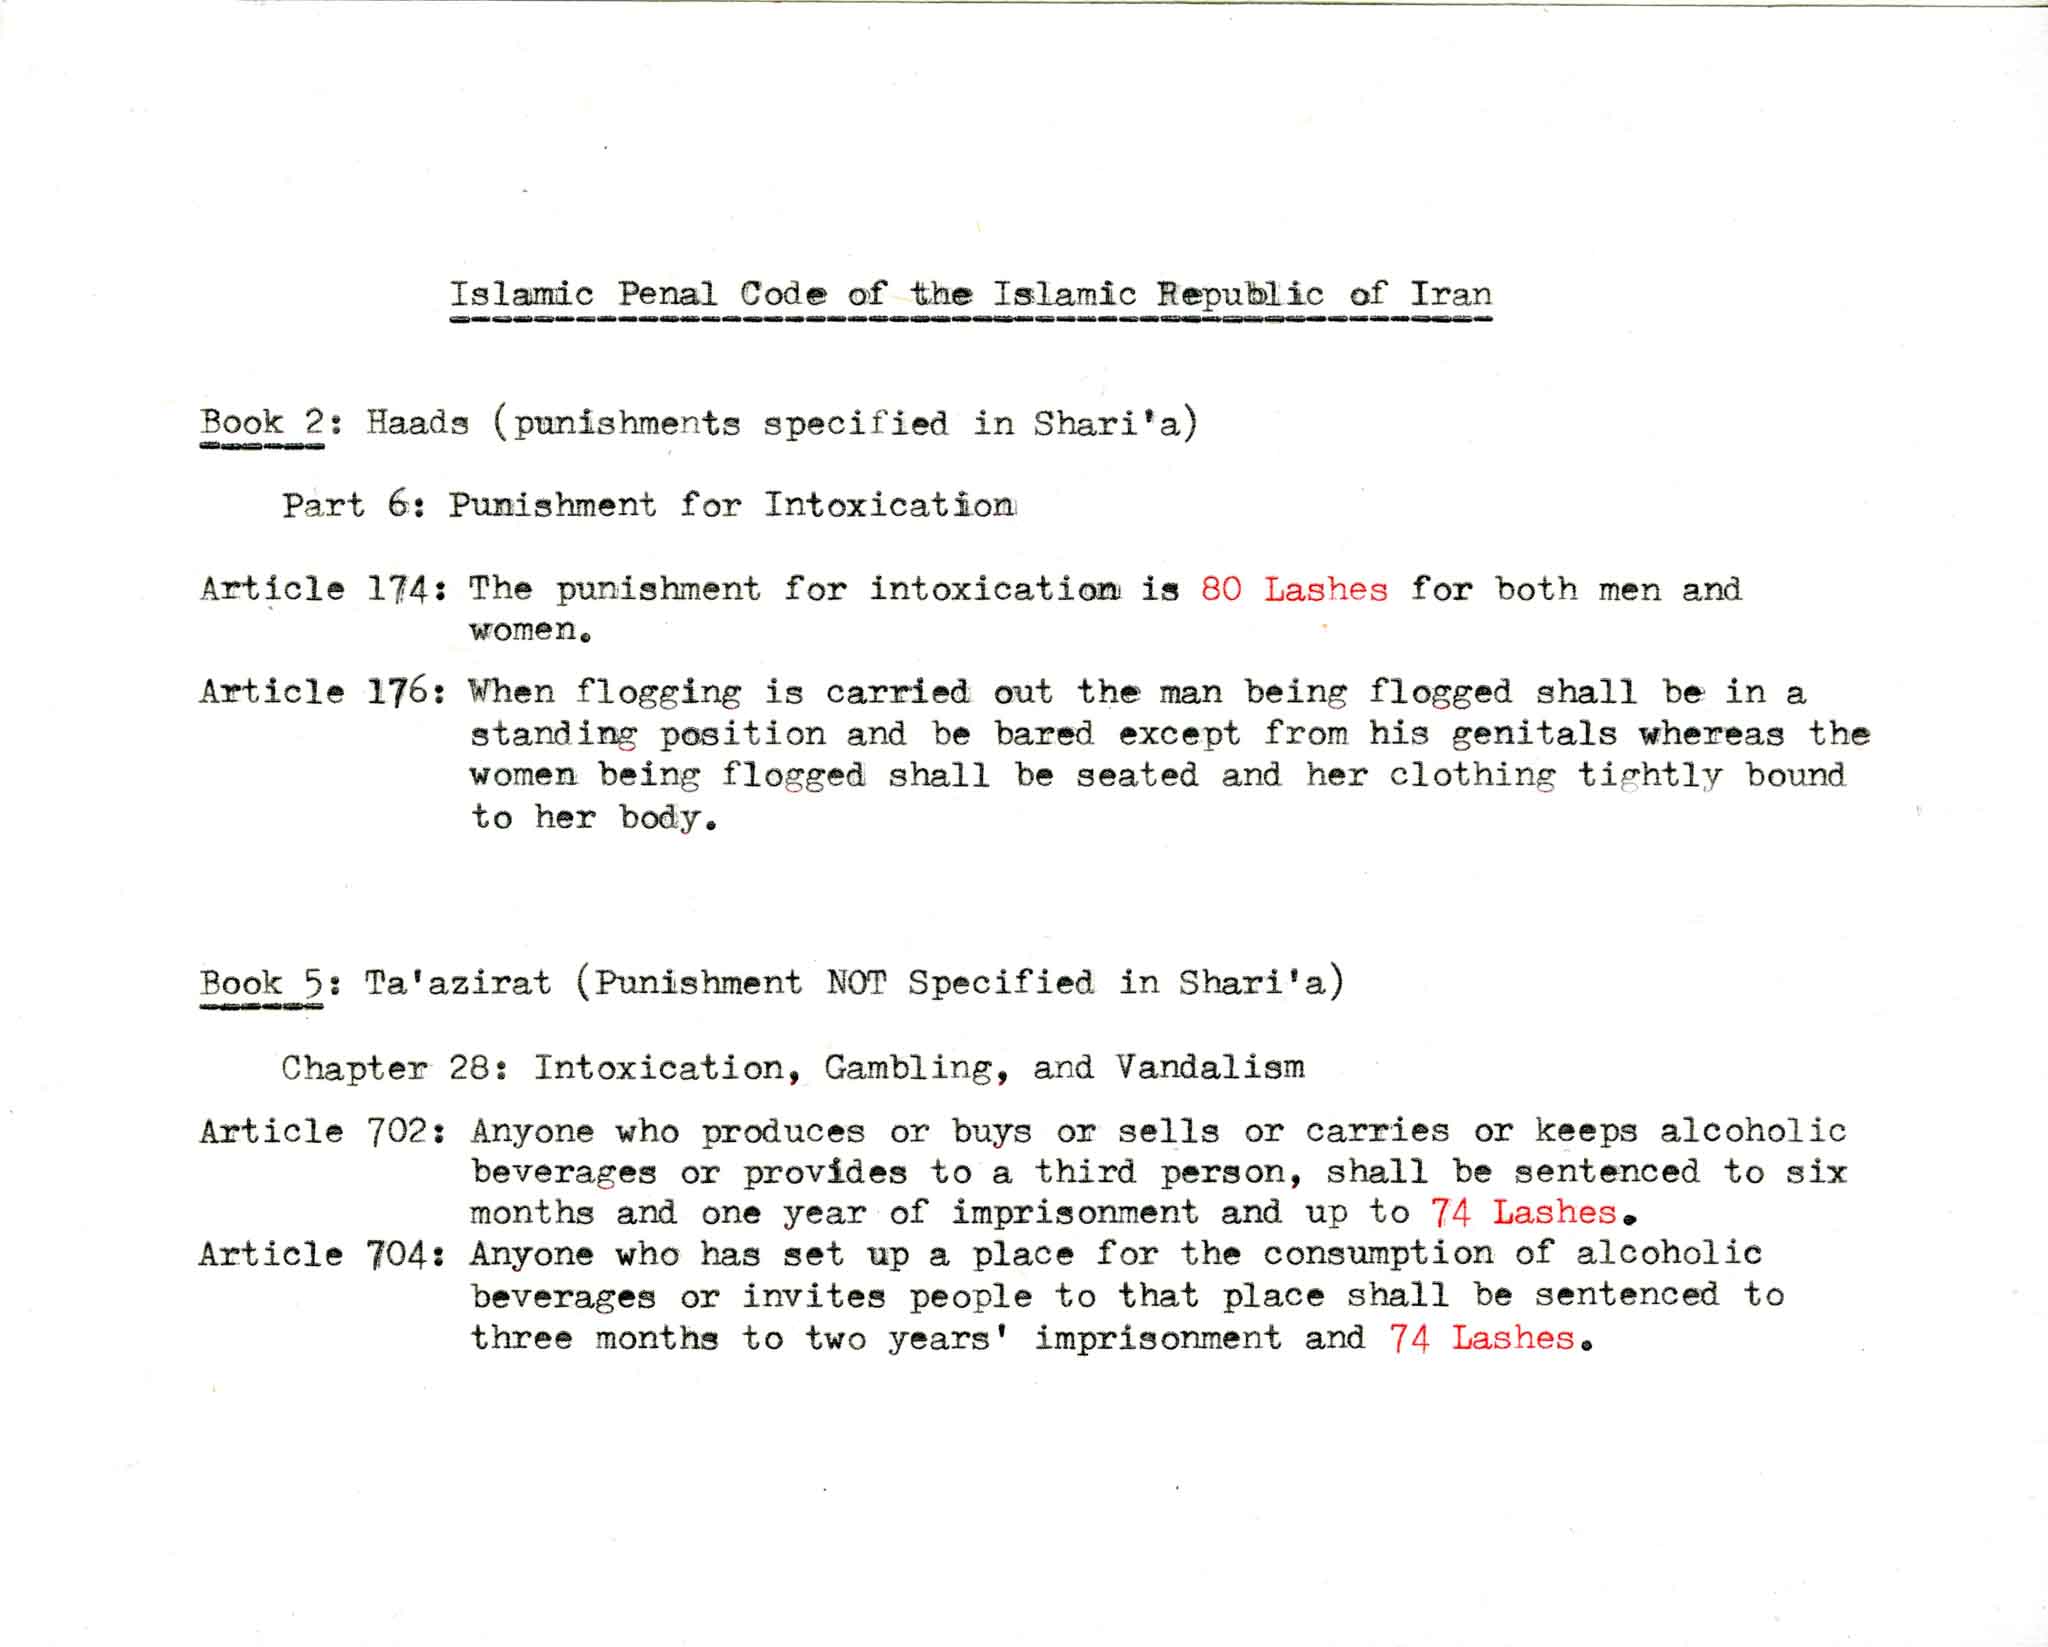 Islamic Penal Code of the Islamic Republic of Iran
Book 2: Haads (punishments specified in Shari'a)
Part 6: Punishment for Intoxication
Article 174: The punishment for intoxication is 80 Lashes for both men and
women.
Article 176: When flogging is carried out the man being flogged shall be in a
standing position and be bared except from his genitals whereas the
women being flogged shall be seated and her clothing tightly bound
to her body.
Book 5: Ta'azirat (Punishment NOT Specified in Shari'a)
Chapter 28: Intoxication, Gambling, and Vandalism
Article 702: Anyone who produces or buys or sells or carries or keeps alcoholic
beverages or provides to a third person, shall be sentenced to six
months and one year of imprisonment and up to 74 Lashes.
Article 704: Anyone who has set up a place for the consumption of alcoholic
beverages or invites people to that place shall be sentenced to
three months to two years' imprisonment and 74 Lashes.